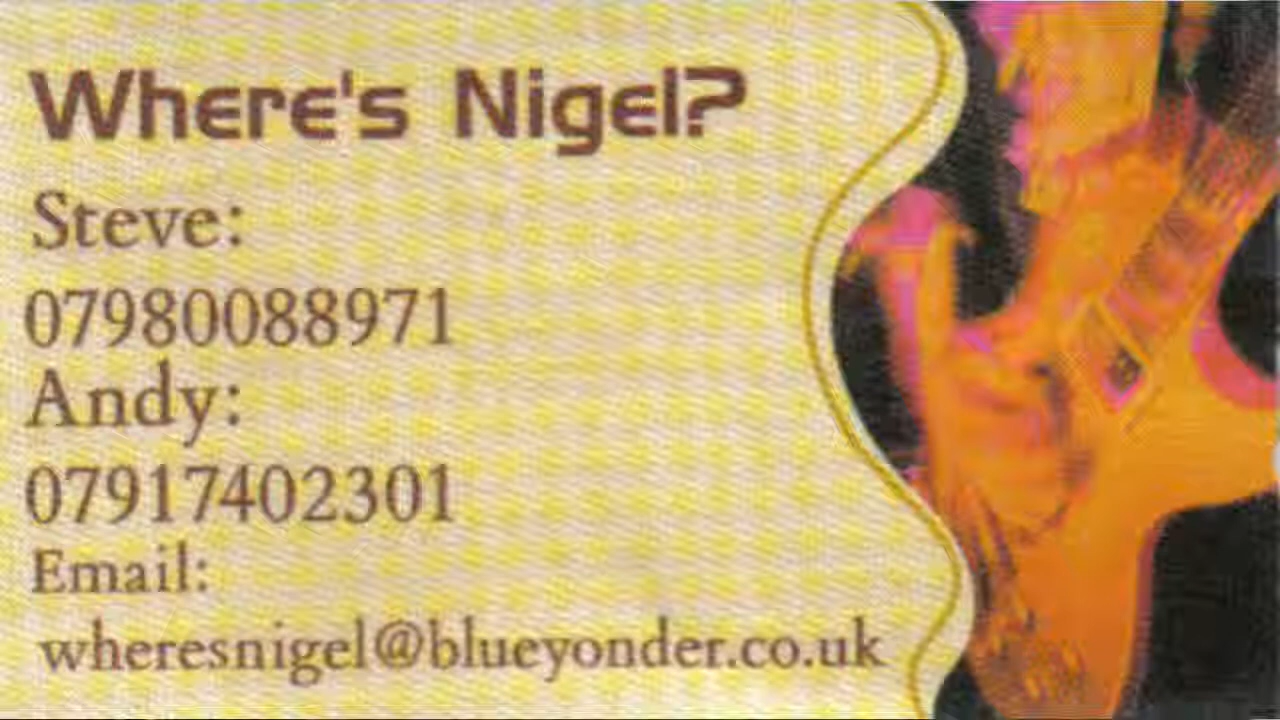 Where's Nigel?
Steve:
07980088971
Andy:
07917402301
Email:
wheresnigel@blueyonder.co.uk